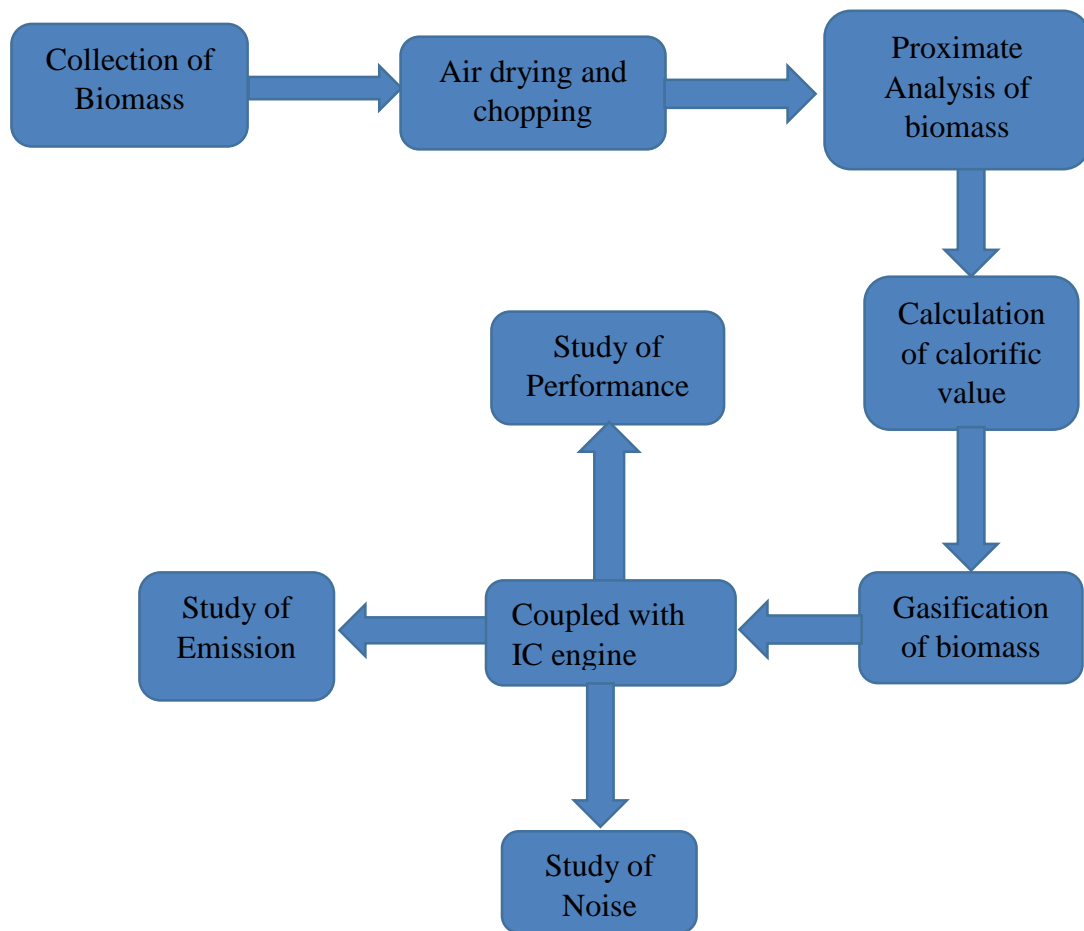 Collection of
Biomass
Air drying and
chopping
Proximate
Analysis of
biomass
Calculation
of calorific
value
Gasification
of biomass
Coupled with
IC engine
Study of
Performance
Study of
Emission
Study of
Noise